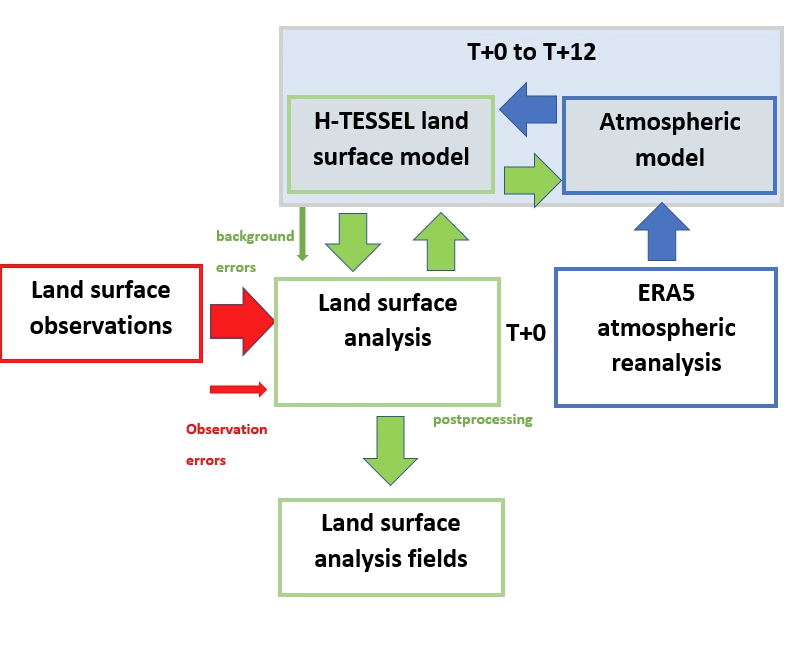 T+0 to T+12
H-TESSEL land
surface model
Atmospheric
model
background
errors
Land surface
observations
Land surface
analysis
T+0
ERA5
atmospheric
reanalysis
Observation
errors
postprocessing
Land surface
analysis fields